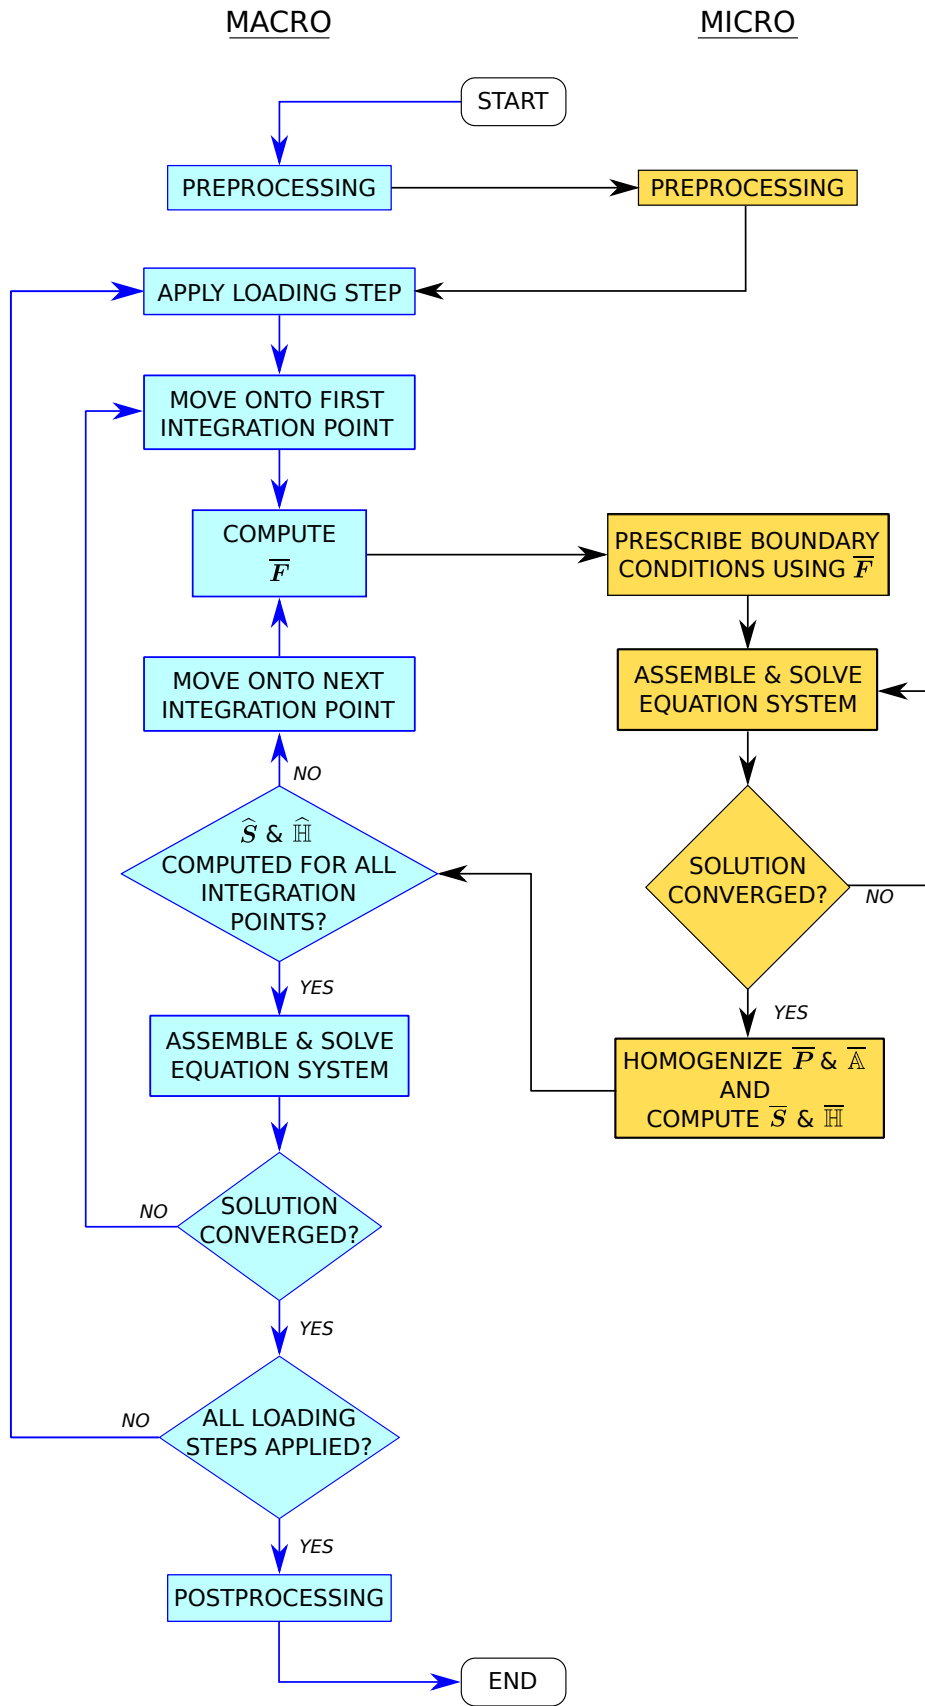 MACRO
MICRO
START
PREPROCESSING
PREPROCESSING
APPLY LOADING STEP
MOVE ONTO FIRST
INTEGRATION POINT
COMPUTE
F̅
PRESCRIBE BOUNDARY
CONDITIONS USING F̅
MOVE ONTO NEXT
INTEGRATION POINT
ASSEMBLE & SOLVE
EQUATION SYSTEM
NO
Ŝ & ℍ̂
COMPUTED FOR ALL
INTEGRATION
POINTS?
SOLUTION
CONVERGED?
NO
YES
YES
ASSEMBLE & SOLVE
EQUATION SYSTEM
HOMOGENIZE P̅ & 𝔸̅
AND
COMPUTE S̅ & ℍ̅
SOLUTION
CONVERGED?
NO
YES
ALL LOADING
STEPS APPLIED?
NO
YES
POSTPROCESSING
END